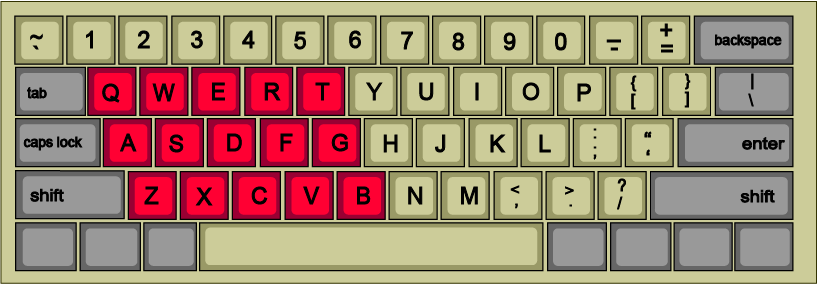 ~ ` 1 2 3 4 5 6 7 8 9 0 - - + = backspace
tab Q W E R T Y U I O P { [ } ] | \
caps lock A S D F G H J K L : ; " ' enter
shift Z X C V B N M < , > . ? / shift